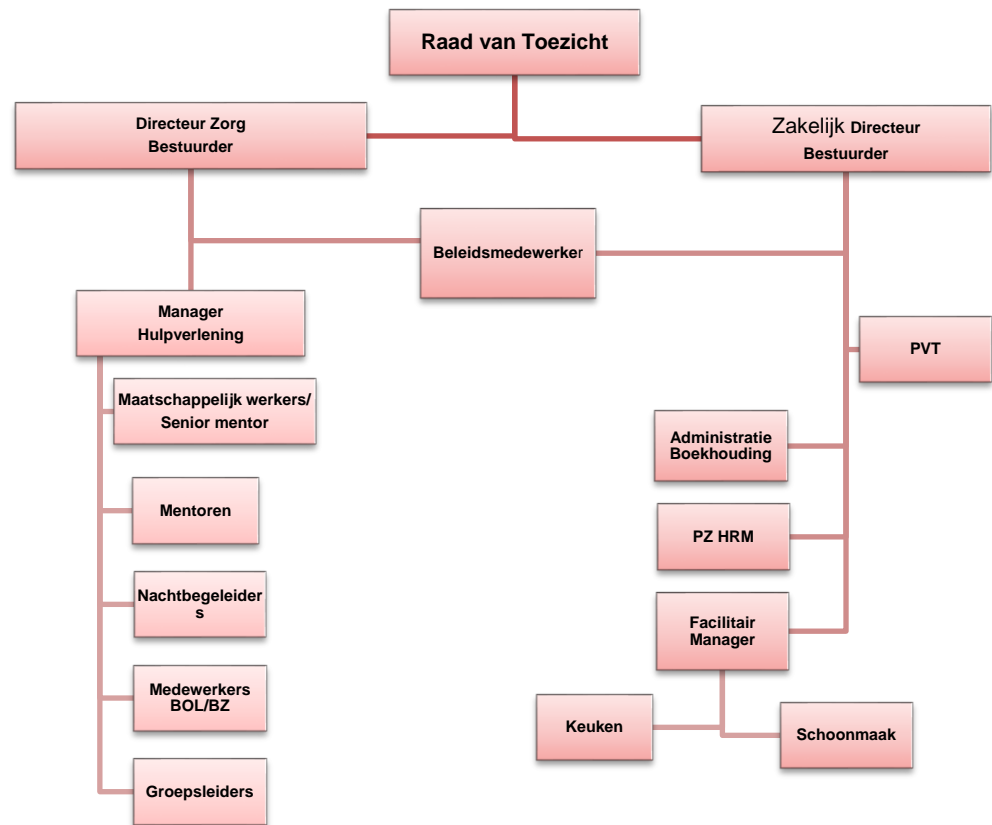 Raad van Toezicht
Directeur Zorg
Bestuurder
Zakelijk Directeur
Bestuurder
Beleidsmedewerker
Manager
Hulpverlening
PVT
Maatschappelijk werkers/
Senior mentor
Administratie
Boekhouding
Mentoren
PZ HRM
Nachtbegeleider
s
Facilitair
Manager
Medewerkers
BOL/BZ
Keuken
Schoonmaak
Groepsleiders